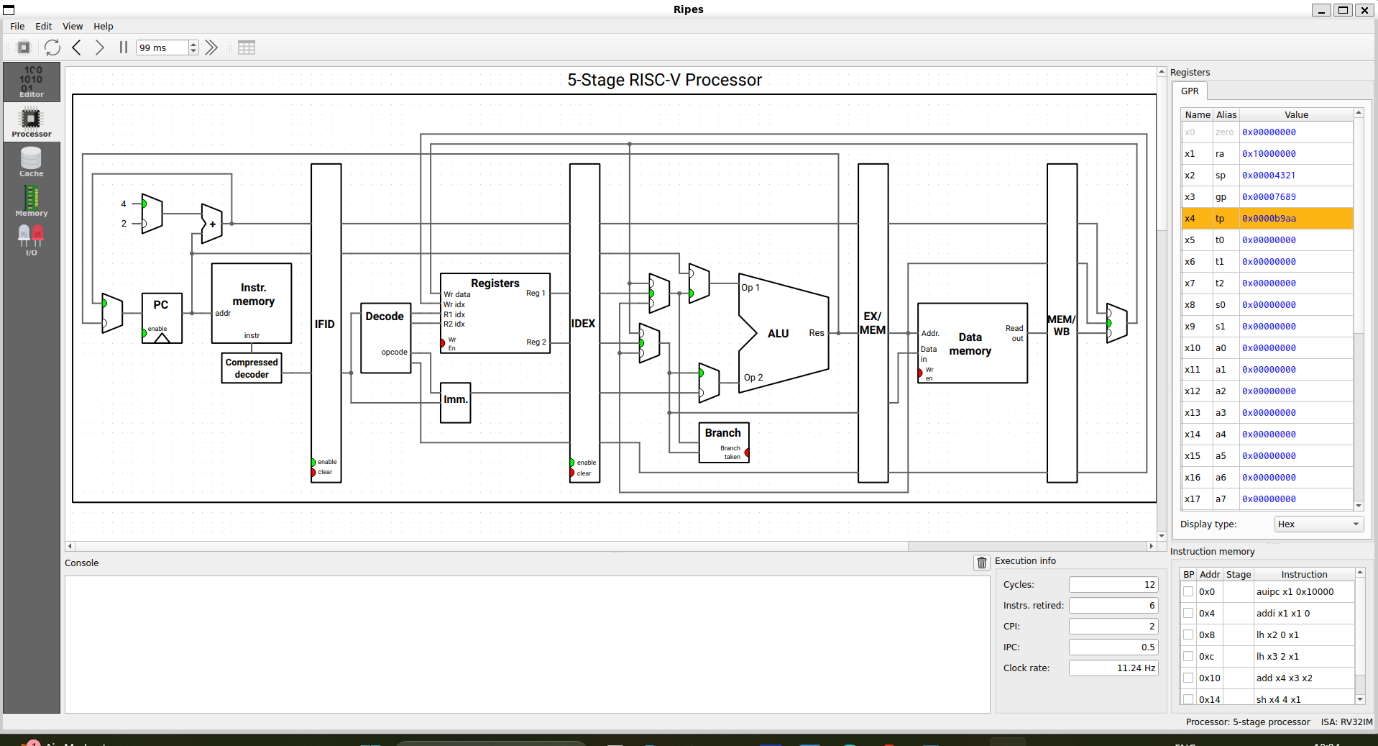 Ripes
File Edit View Help
99 ms
100
1010
01
Editor
Processor
Cache
Memory
I/O
5-Stage RISC-V Processor
4
2
+
PC
enable
Instr.
memory
addr
instr
Compressed
decoder
IFID
enable
clear
Decode
opcode
Registers
Wr data
Wr idx
R1 idx
R2 idx
Wr
En
Reg 1
Reg 2
Imm.
IDEX
enable
clear
Op 1
ALU
Res
Op 2
Branch
Branch
taken
EX/
MEM
Addr.
Data
in
Wr
en
Data
memory
Read
out
MEM/
WB
Registers
GPR
Name Alias Value
x0 zero 0x00000000
x1 ra 0x10000000
x2 sp 0x00004321
x3 gp 0x00007689
x4 tp 0x0000b9aa
x5 t0 0x00000000
x6 t1 0x00000000
x7 t2 0x00000000
x8 s0 0x00000000
x9 s1 0x00000000
x10 a0 0x00000000
x11 a1 0x00000000
x12 a2 0x00000000
x13 a3 0x00000000
x14 a4 0x00000000
x15 a5 0x00000000
x16 a6 0x00000000
x17 a7 0x00000000
Display type: Hex
Console
Execution info
Cycles: 12
Instrs. retired: 6
CPI: 2
IPC: 0.5
Clock rate: 11.24 Hz
Instruction memory
BP Addr Stage Instruction
0x0 auipc x1 0x10000
0x4 addi x1 x1 0
0x8 lh x2 0 x1
0xc lh x3 2 x1
0x10 add x4 x3 x2
0x14 sh x4 4 x1
Processor: 5-stage processor ISA: RV32IM